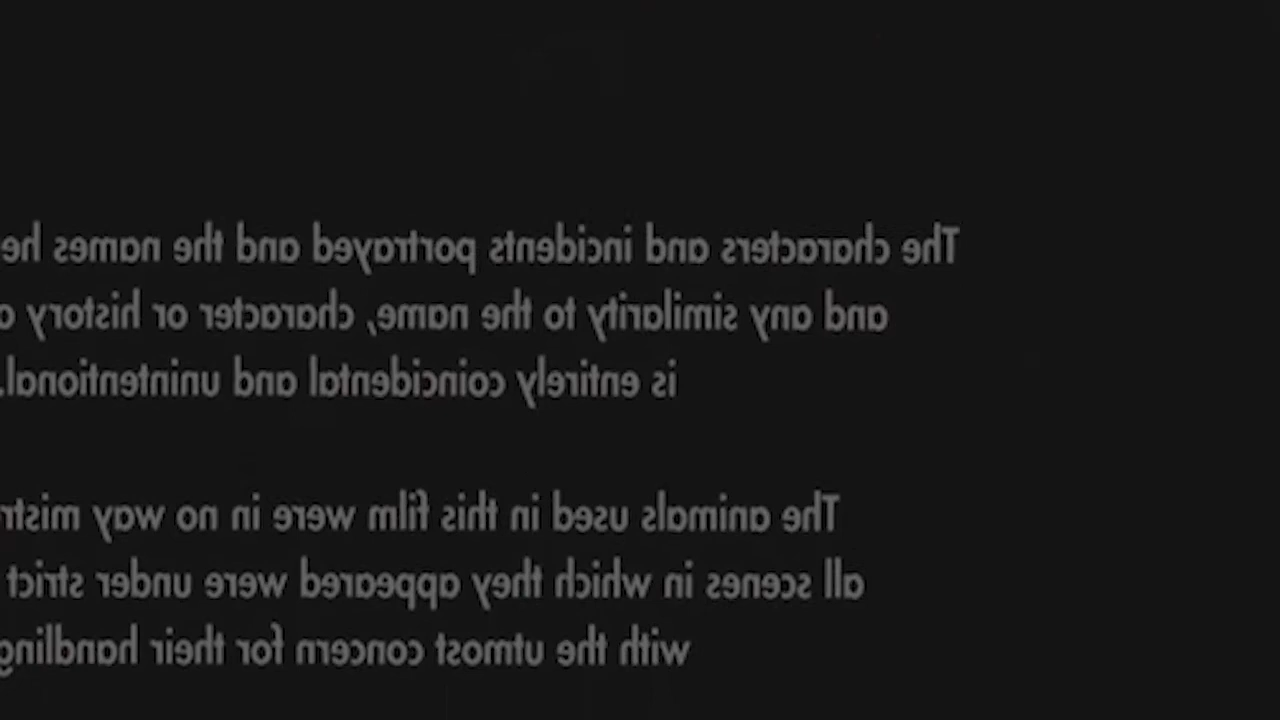 The characters and incidents portrayed and the names he
and any similarity to the name, character or history o
is entirely coincidental and unintentional.
The animals used in this film were in no way mistr
all scenes in which they appeared were under strict
with the utmost concern for their handling